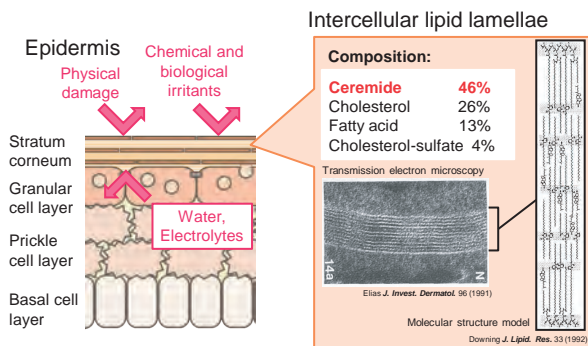 Intercellular lipid lamellae
Epidermis
Physical
damage
Chemical and
biological
irritants
Stratum
corneum
Granular
cell layer
Prickle
cell layer
Basal cell
layer
Water,
Electrolytes
Composition:
Ceremide 46%
Cholesterol 26%
Fatty acid 13%
Cholesterol-sulfate 4%
Transmission electron microscopy
14a
N
Elias J. Invest. Dermatol. 96 (1991)
Molecular structure model
Downing J. Lipid. Res. 33 (1992)